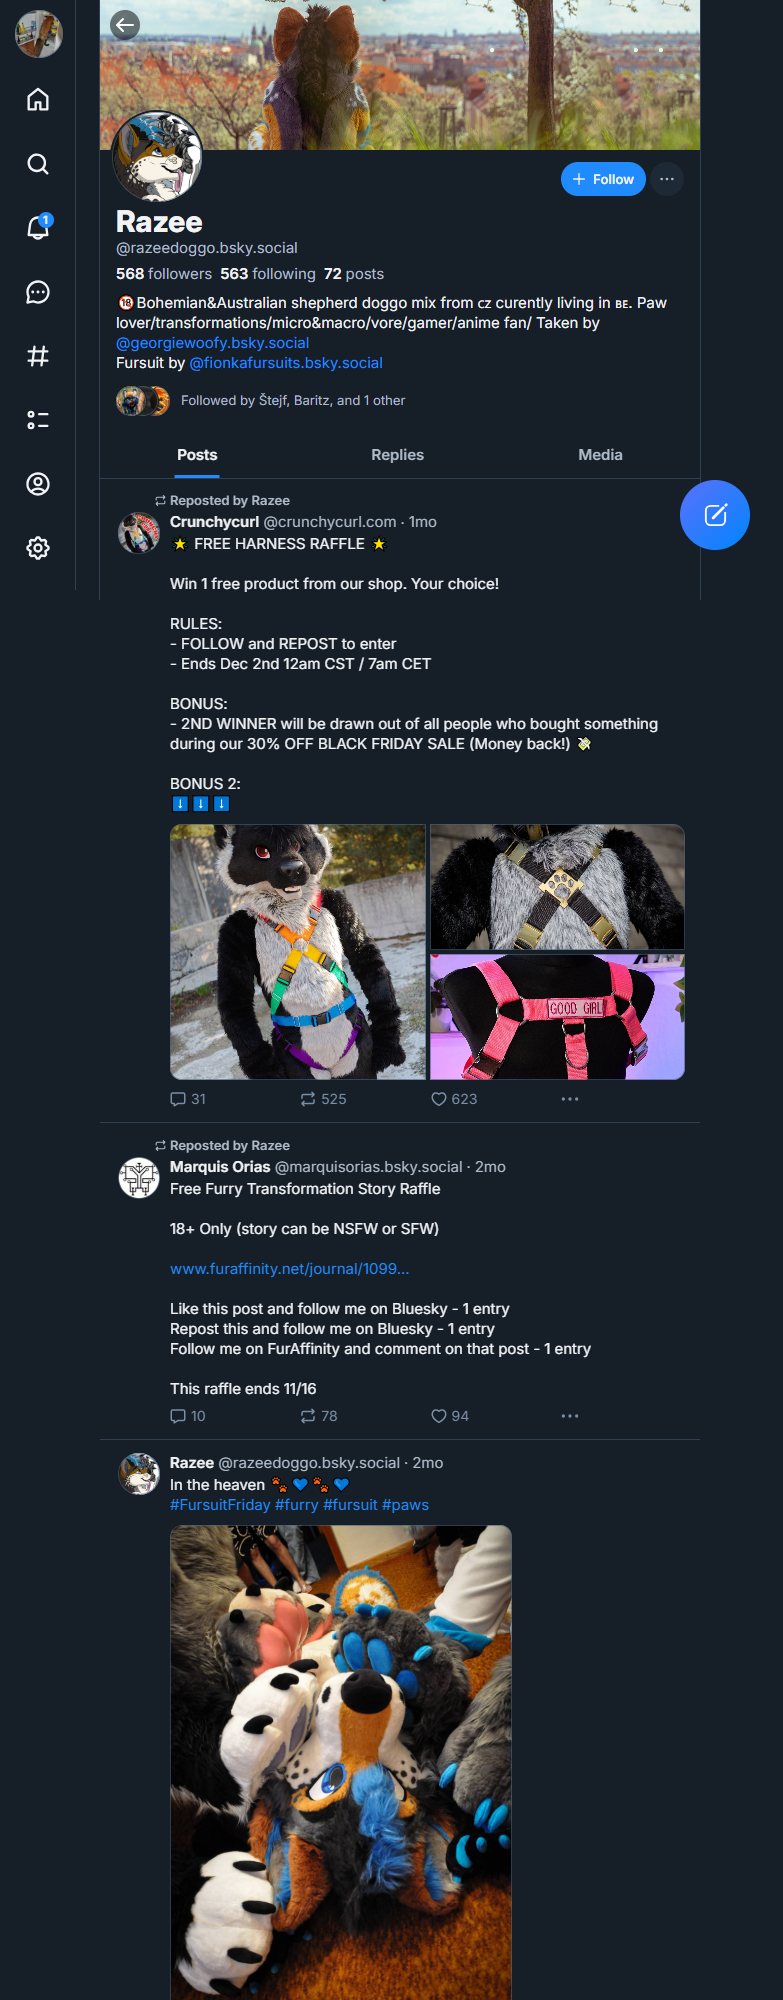 1
+ Follow
Razee
@razeedoggo.bsky.social
568 followers 563 following 72 posts
🔞Bohemian&Australian shepherd doggo mix from ᴄᴢ curently living in ʙᴇ. Paw
lover/transformations/micro&macro/vore/gamer/anime fan/ Taken by
@georgiewoofy.bsky.social
Fursuit by @fionkafursuits.bsky.social
Followed by Štejf, Baritz, and 1 other
Posts Replies Media
Reposted by Razee
Crunchycurl @crunchycurl.com · 1mo
🌟 FREE HARNESS RAFFLE 🌟
Win 1 free product from our shop. Your choice!
RULES:
- FOLLOW and REPOST to enter
- Ends Dec 2nd 12am CST / 7am CET
BONUS:
- 2ND WINNER will be drawn out of all people who bought something
during our 30% OFF BLACK FRIDAY SALE (Money back!) 💸
BONUS 2:
⬇️⬇️⬇️
GOOD GIRL
31 525 623
Reposted by Razee
Marquis Orias @marquisorias.bsky.social · 2mo
Free Furry Transformation Story Raffle
18+ Only (story can be NSFW or SFW)
www.furaffinity.net/journal/1099...
Like this post and follow me on Bluesky - 1 entry
Repost this and follow me on Bluesky - 1 entry
Follow me on FurAffinity and comment on that post - 1 entry
This raffle ends 11/16
10 78 94
Razee @razeedoggo.bsky.social · 2mo
In the heaven 🐾 💙 🐾 💙
#FursuitFriday #furry #fursuit #paws